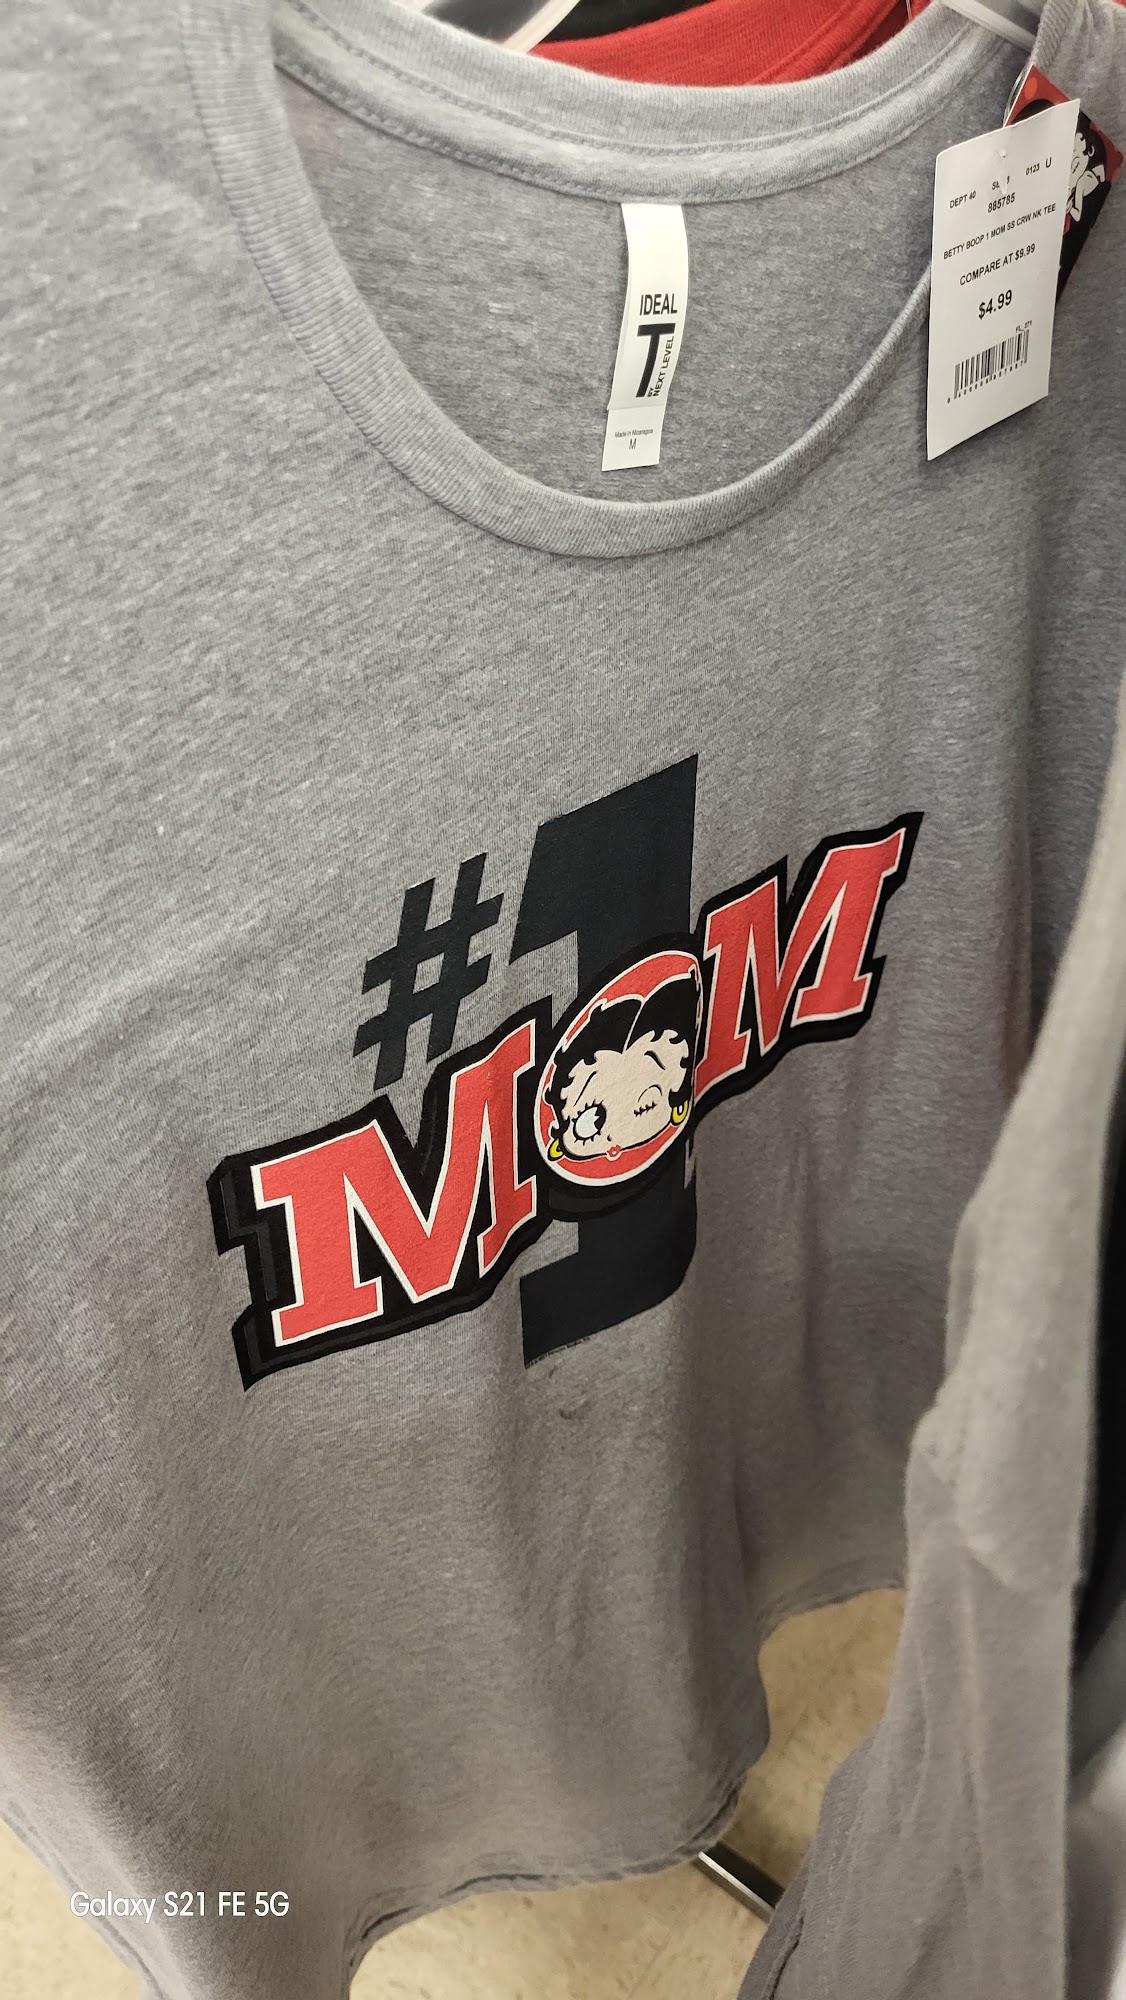 DEPT 40 0123 U
885785
BETTY BOOP 1 MOM SS CRW NK TEE
COMPARE AT $9.99
$4.99
IDEAL
T
BY NEXT LEVEL
Made in Nicaragua
M
#1
MOM
Galaxy S21 FE 5G